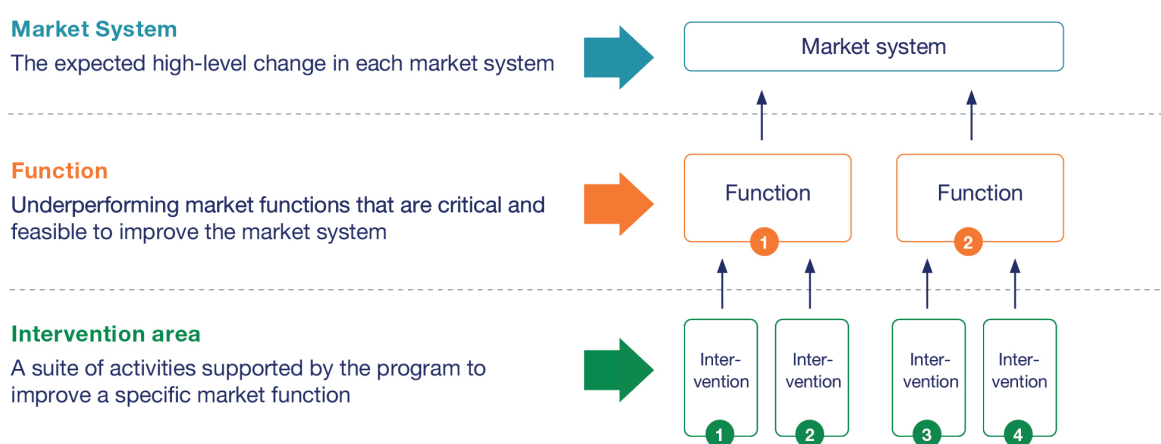 Market System
The expected high-level change in each market system
Market system
Function
Underperforming market functions that are critical and
feasible to improve the market system
Function
1
Function
2
Intervention area
A suite of activities supported by the program to
improve a specific market function
Inter-
vention
1
Inter-
vention
2
Inter-
vention
3
Inter-
vention
4